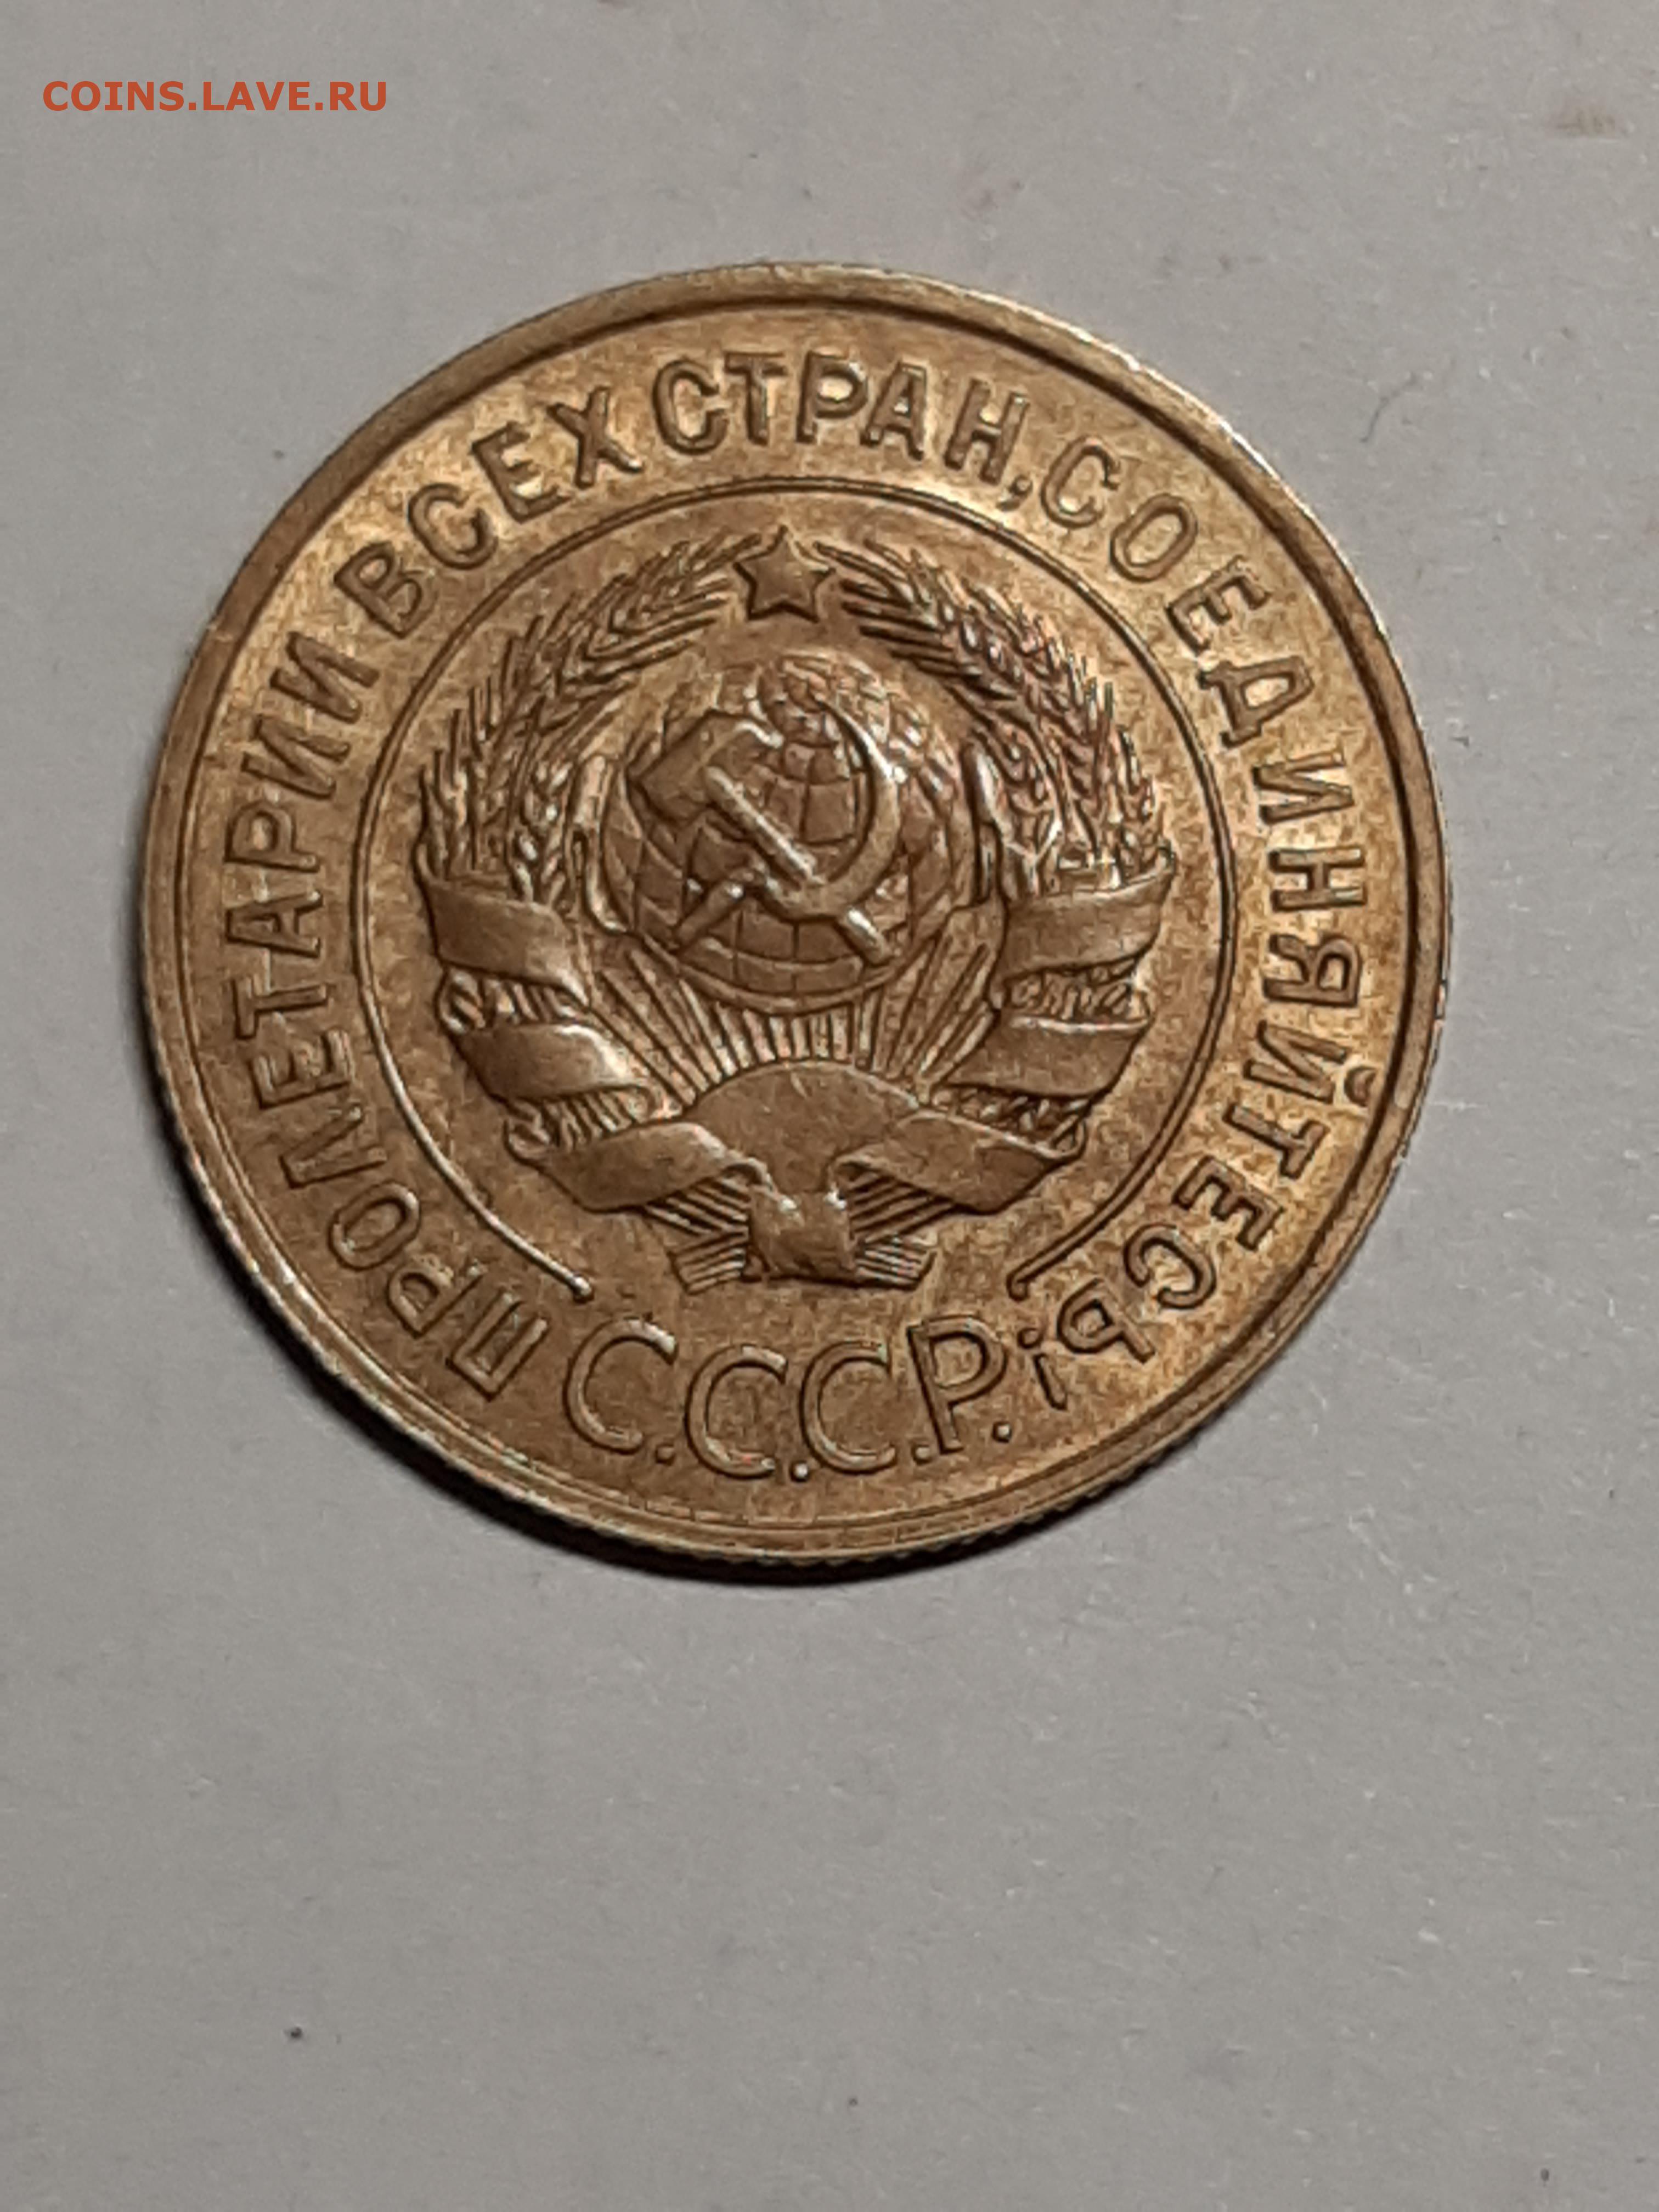 COINS.LAVE.RU
ПРОЛЕТАРИИ ВСЕХ СТРАН, СОЕДИНЯЙТЕСЬ!
С.С.С.Р.